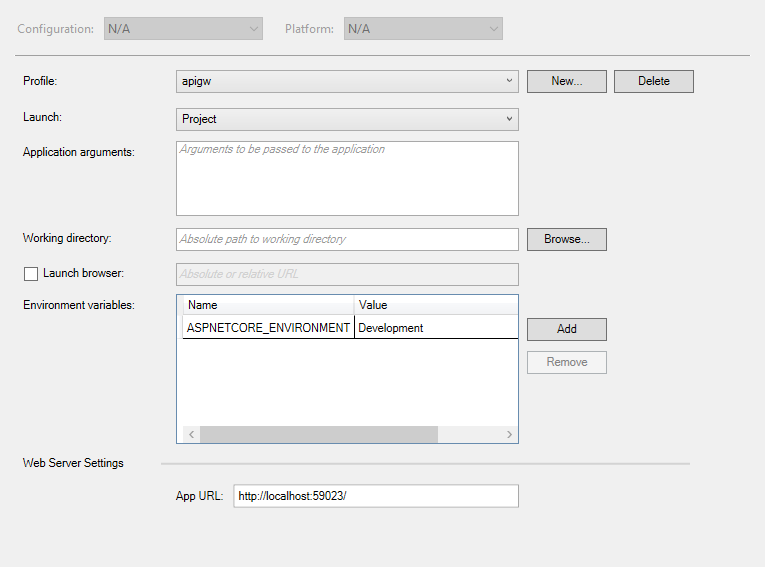 Configuration: N/A Platform: N/A
Profile: apigw New... Delete
Launch: Project
Application arguments: Arguments to be passed to the application
Working directory: Absolute path to working directory Browse...
Launch browser: Absolute or relative URL
Environment variables: Name Value
ASPNETCORE_ENVIRONMENT Development Add
Remove
Web Server Settings
App URL: http://localhost:59023/